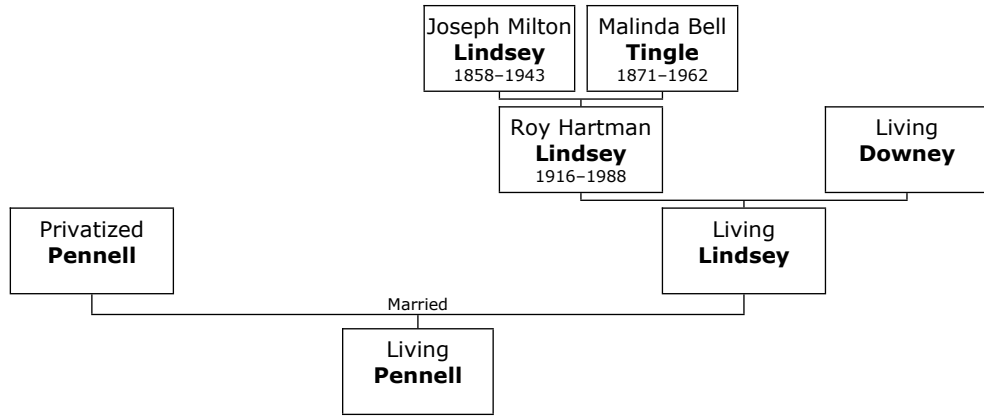 Joseph Milton
Lindsey
1858–1943
Malinda Bell
Tingle
1871–1962
Roy Hartman
Lindsey
1916–1988
Living
Downey
Privatized
Pennell
Living
Lindsey
Married
Living
Pennell